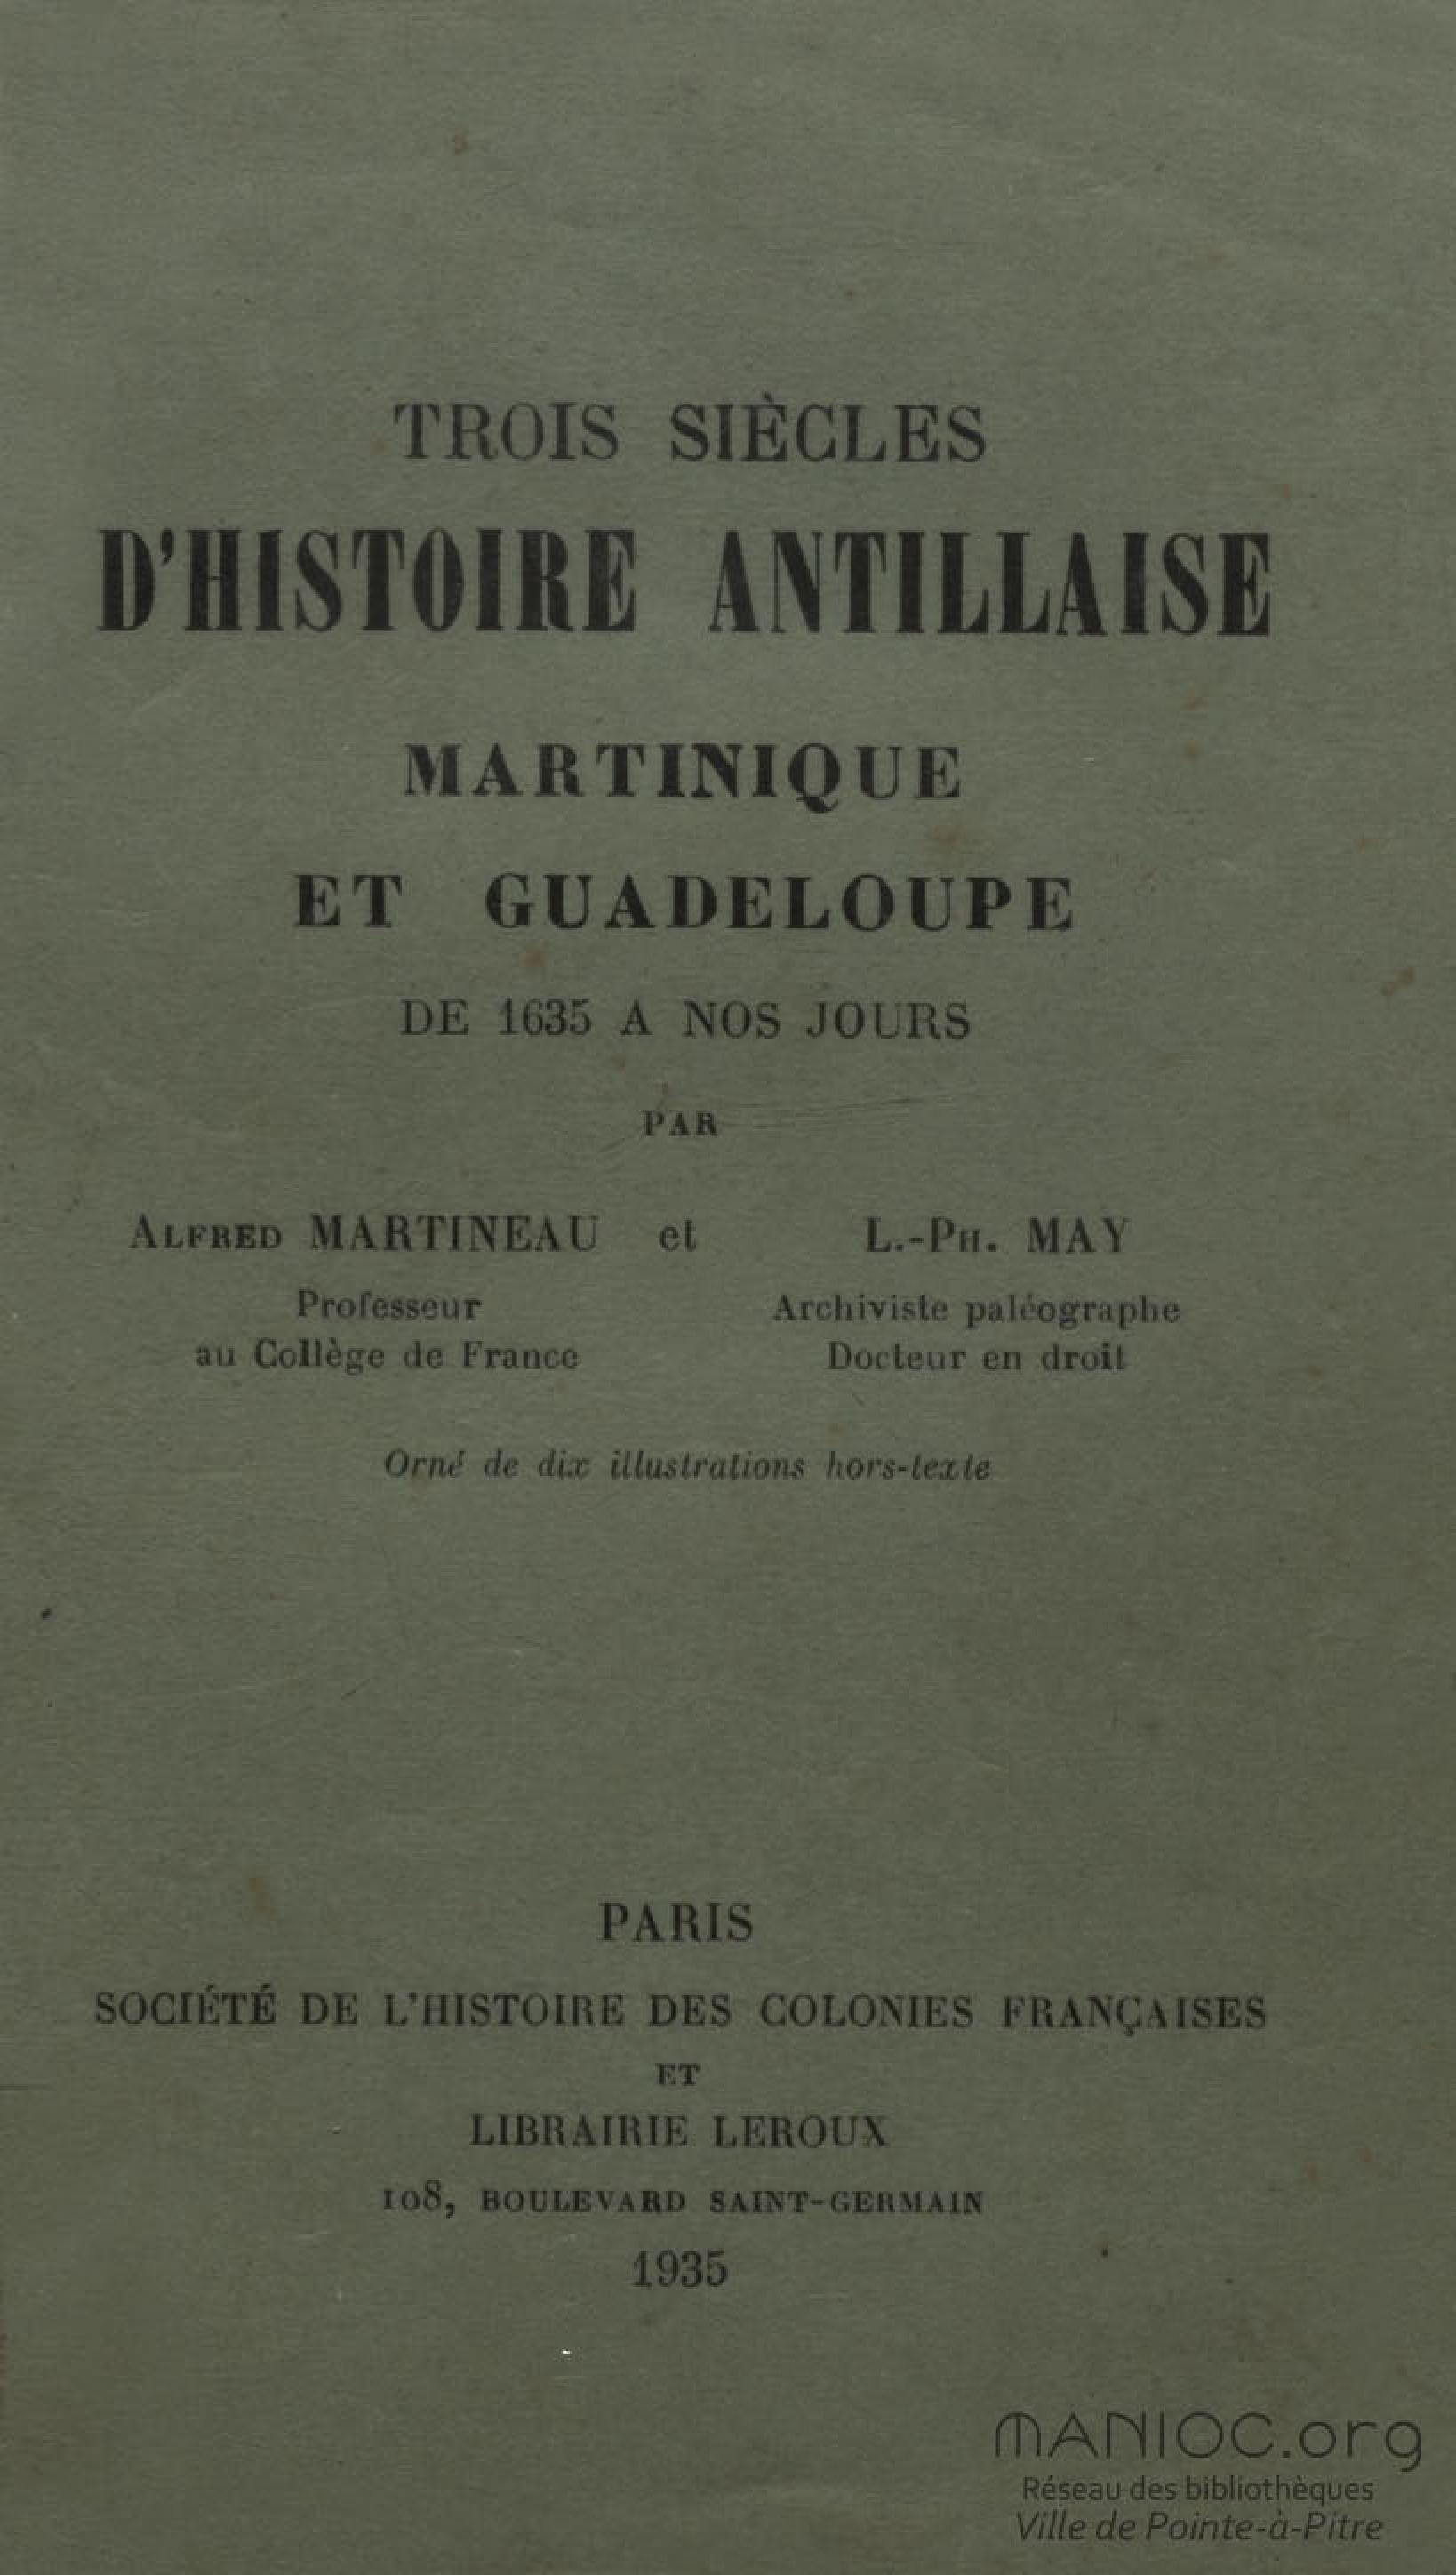 TROIS SIÈCLES
D'HISTOIRE ANTILLAISE
MARTINIQUE
ET GUADELOUPE
DE 1635 A NOS JOURS
PAR
ALFRED MARTINEAU et L.-PH. MAY
Professeur Archiviste paléographe
au Collège de France Docteur en droit
Orné de dix illustrations hors-texte
PARIS
SOCIÉTÉ DE L'HISTOIRE DES COLONIES FRANÇAISES
ET
LIBRAIRIE LEROUX
108, BOULEVARD SAINT-GERMAIN
1935
MANIOC.org
Réseau des bibliothèques
Ville de Pointe-à-Pitre